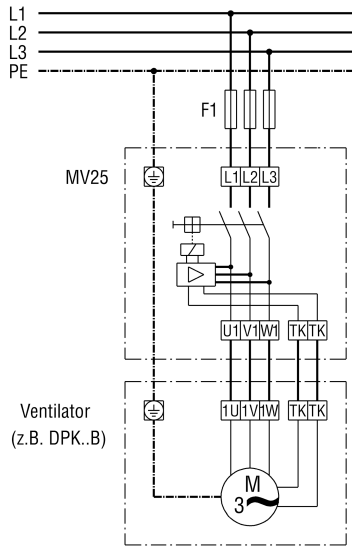 L1
L2
L3
PE
F1
MV25
L1 L2 L3
U1 V1 W1 TK TK
Ventilator
(z.B. DPK..B)
1U 1V 1W TK TK
M
3